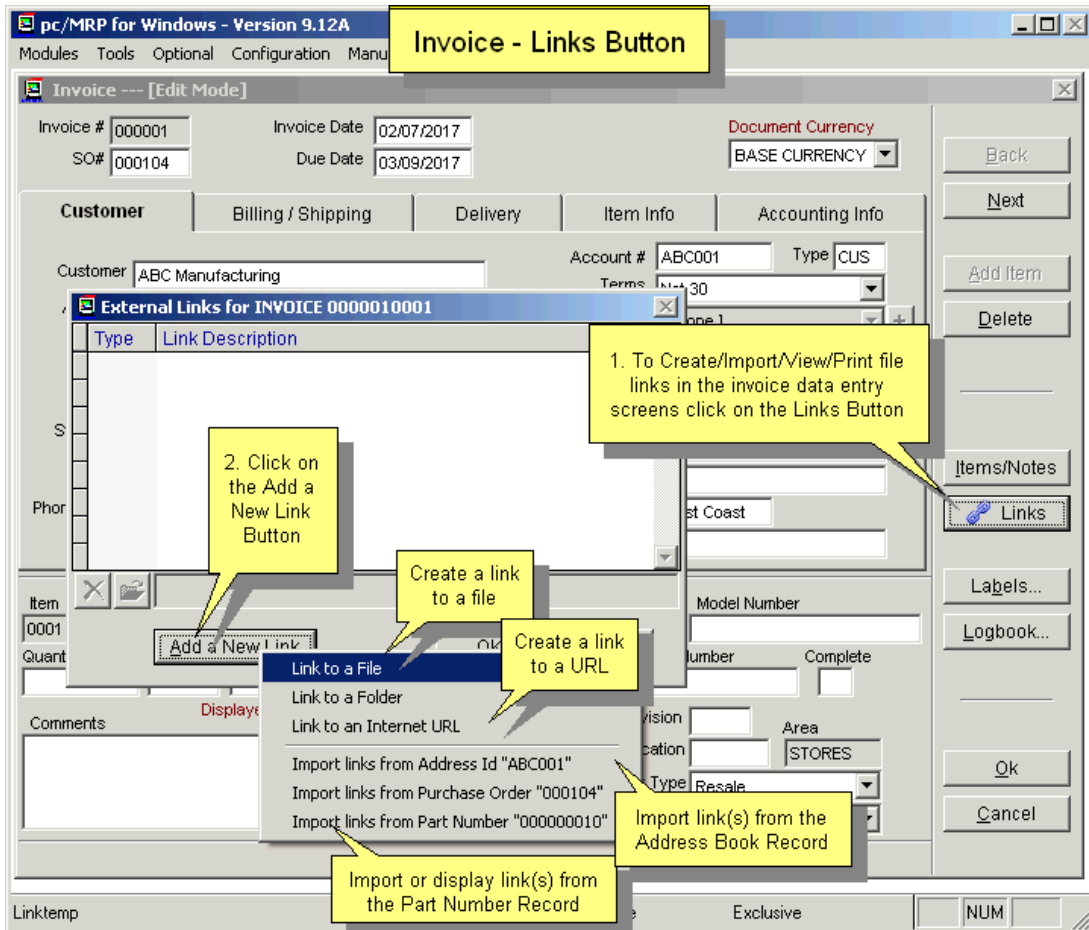 pc/MRP for Windows - Version 9.12A
Invoice - Links Button
Modules Tools Optional Configuration
Invoice --- [Edit Mode]
Invoice # 000001
Invoice Date 02/07/2017
Document Currency
SO# 000104
Due Date 03/09/2017
BASE CURRENCY
Back
Next
Customer
Billing / Shipping
Delivery
Item Info
Accounting Info
Account # ABC001
Type CUS
Customer ABC Manufacturing
Terms Net 30
Add Item
Delete
External Links for INVOICE 0000010001
Type Link Description
1. To Create/Import/View/Print file
links in the invoice data entry
screens click on the Links Button
2. Click on
the Add a
New Link
Button
Items/Notes
Links
Create a link
to a file
Labels...
Logbook...
Item
0001
Model Number
Add a New Link
OK
Create a link
to a URL
Complete
Link to a File
Link to a Folder
Link to an Internet URL
Comments
Area
STORES
Import links from Address Id "ABC001"
Import links from Purchase Order "000104"
Import links from Part Number "000000010"
Type Resale
Import link(s) from the
Address Book Record
Import or display link(s) from
the Part Number Record
Ok
Cancel
Linktemp
Exclusive
NUM